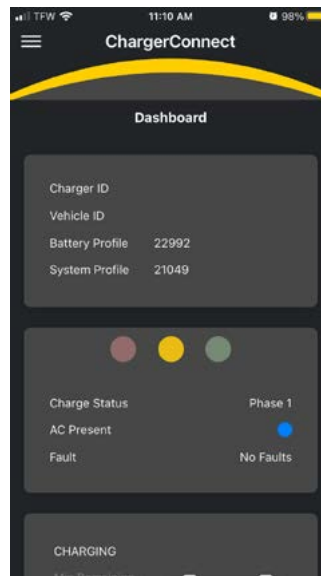 TFW 11:10 AM 98%
ChargerConnect
Dashboard
Charger ID
Vehicle ID
Battery Profile 22992
System Profile 21049
Charge Status Phase 1
AC Present
Fault No Faults
CHARGING